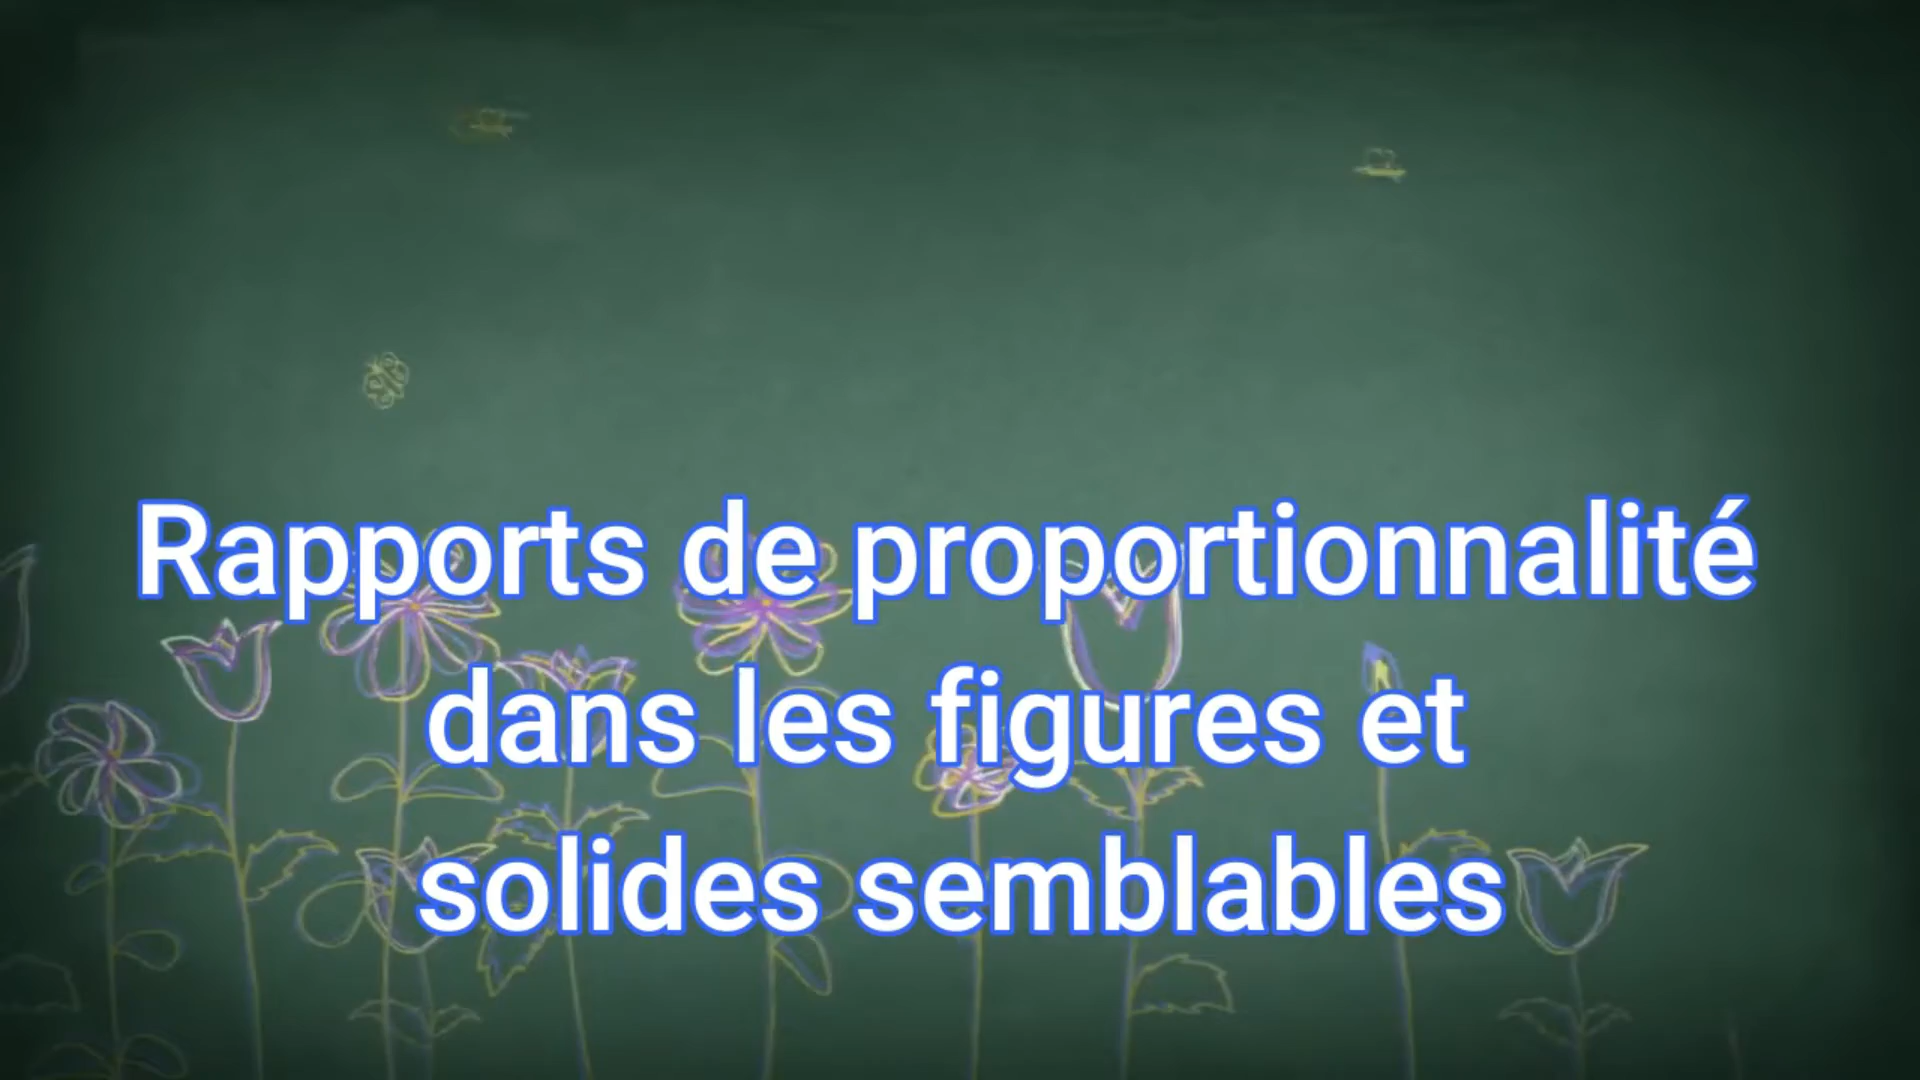 Rapports de proportionnalité
dans les figures et
solides semblables